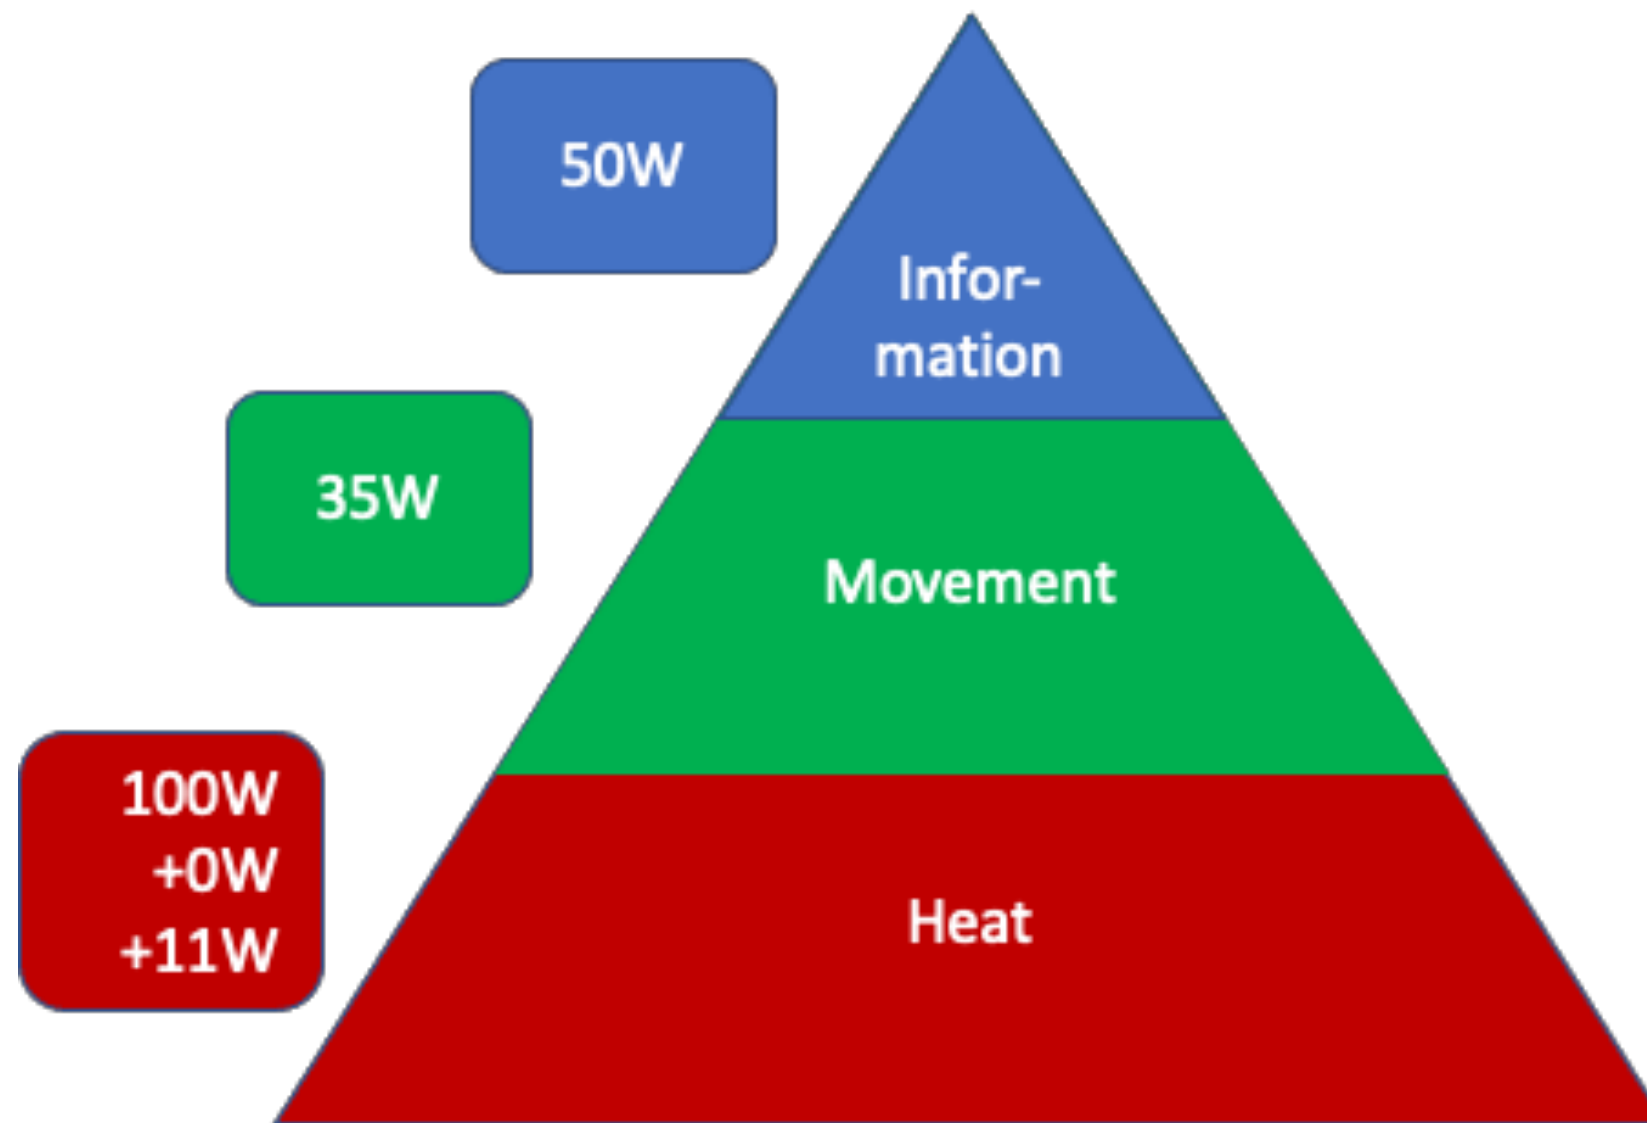 50W
Infor-
mation
35W
Movement
100W
+0W
+11W
Heat